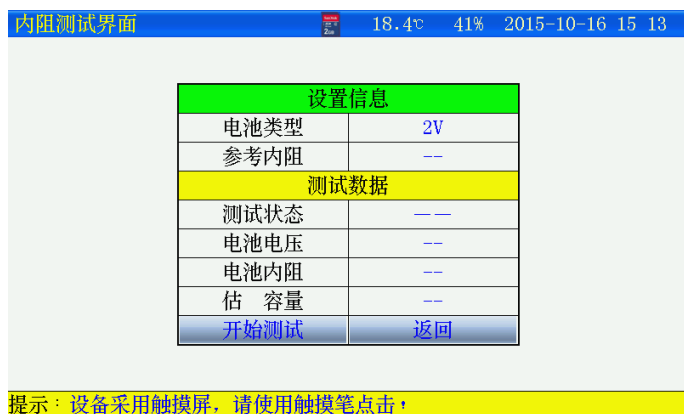 内阻测试界面 18.4℃ 41% 2015-10-16 15 13
设置信息
电池类型 2V
参考内阻 --
测试数据
测试状态 ——
电池电压 --
电池内阻 --
估 容量 --
开始测试 返回
提示：设备采用触摸屏，请使用触摸笔点击！